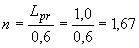 n = L_pr / 0,6 = 1,0 / 0,6 = 1,67